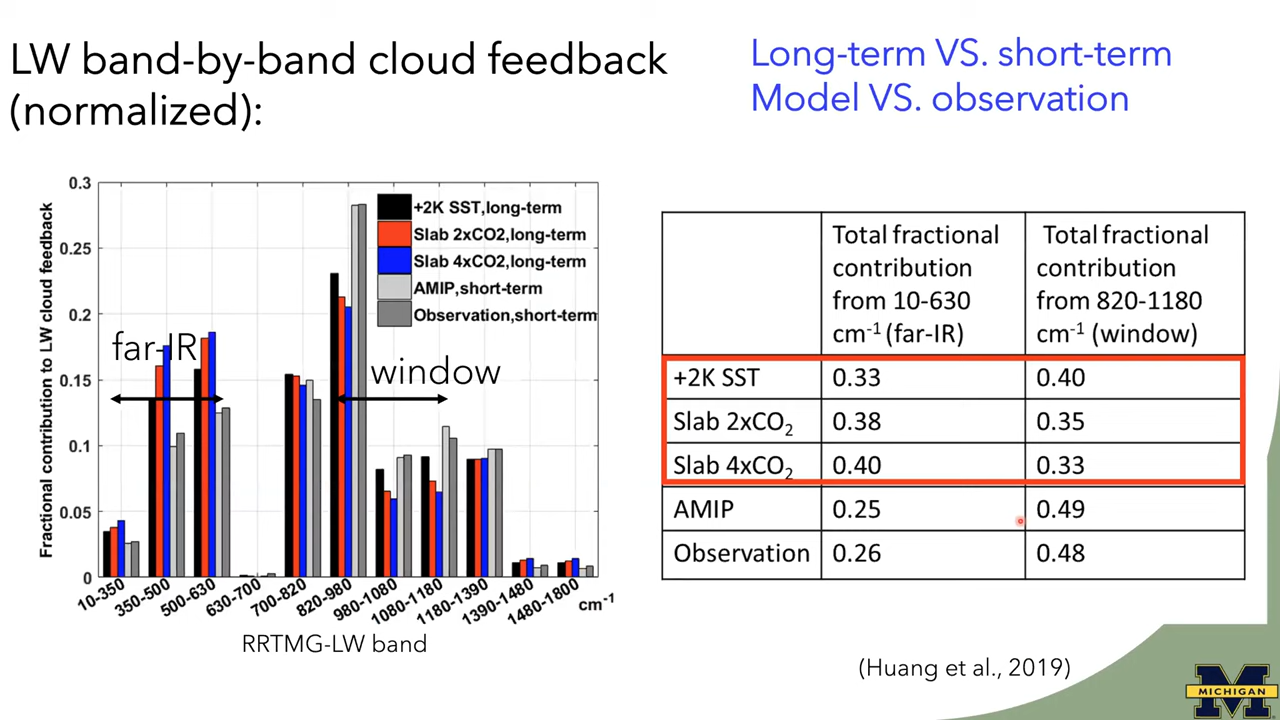 LW band-by-band cloud feedback
(normalized):
Long-term VS. short-term
Model VS. observation
Fractional contribution to LW cloud feedback
0.3
0.25
0.2
0.15
0.1
0.05
0
+2K SST,long-term
Slab 2xCO2,long-term
Slab 4xCO2,long-term
AMIP,short-term
Observation,short-term
far-IR
window
10-350
350-500
500-630
630-700
700-820
820-980
980-1080
1080-1180
1180-1390
1390-1480
1480-1800
cm⁻¹
RRTMG-LW band
Total fractional
contribution
from 10-630
cm⁻¹ (far-IR)
Total fractional
contribution
from 820-1180
cm⁻¹ (window)
+2K SST 0.33 0.40
Slab 2xCO₂ 0.38 0.35
Slab 4xCO₂ 0.40 0.33
AMIP 0.25 0.49
Observation 0.26 0.48
(Huang et al., 2019)
MICHIGAN